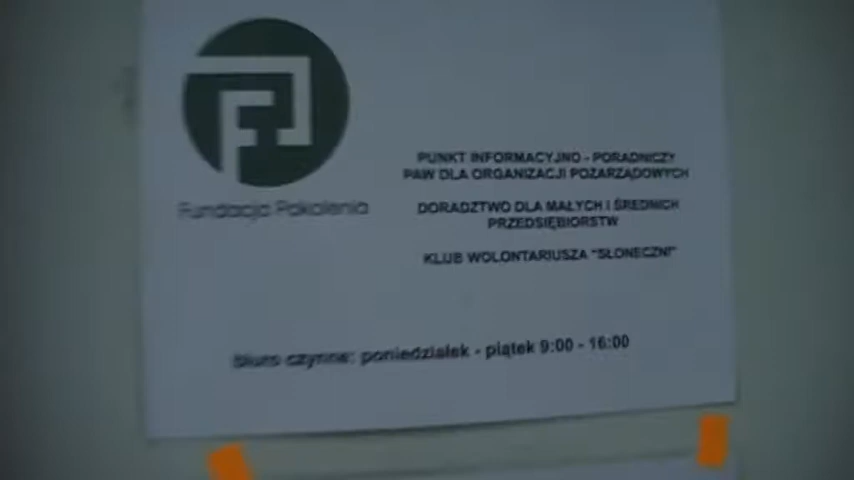 Fundacja Pokolenia
PUNKT INFORMACYJNO - PORADNICZY
PAW DLA ORGANIZACJI POZARZĄDOWYCH
DORADZTWO DLA MAŁYCH I ŚREDNICH
PRZEDSIĘBIORSTW
KLUB WOLONTARIUSZA "SŁONECZNI"
Biuro czynne: poniedziałek - piątek 9:00 - 16:00